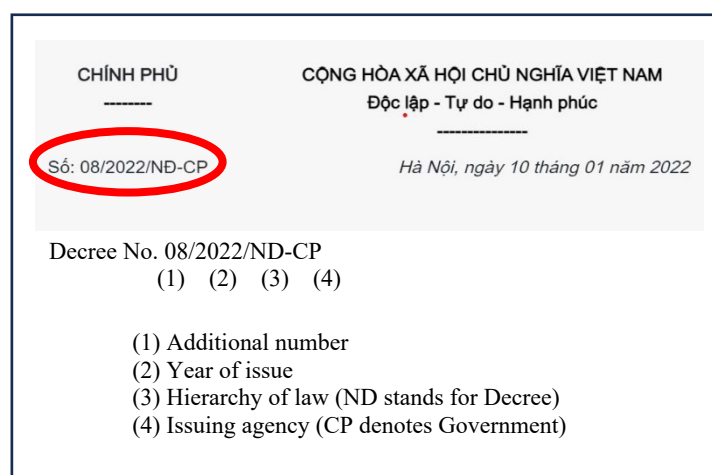 CHÍNH PHỦ
--------
Số: 08/2022/NĐ-CP
CỘNG HÒA XÃ HỘI CHỦ NGHĨA VIỆT NAM
Độc lập - Tự do - Hạnh phúc
---------------
Hà Nội, ngày 10 tháng 01 năm 2022
Decree No. 08/2022/ND-CP
(1) (2) (3) (4)
(1) Additional number
(2) Year of issue
(3) Hierarchy of law (ND stands for Decree)
(4) Issuing agency (CP denotes Government)